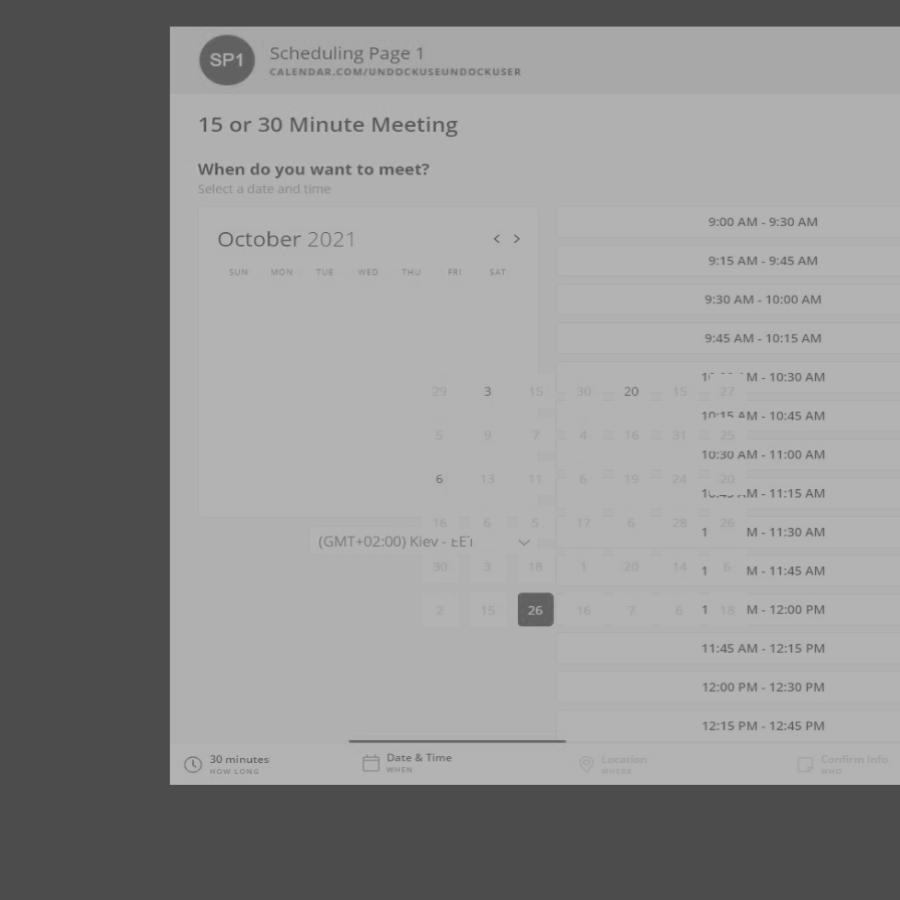 SP1
Scheduling Page 1
CALENDAR.COM/UNDOCKUSEUNDOCKUSER
15 or 30 Minute Meeting
When do you want to meet?
Select a date and time
October 2021 < >
SUN MON TUE WED THU FRI SAT
29 3 15 30 20 15 27
5 9 7 4 16 31 25
6 13 11 6 19 24 20
16 6 5 17 6 28 26
30 3 18 1 20 14 6
2 15 26 16 7 6 18
(GMT+02:00) Kiev - EET
9:00 AM - 9:30 AM
9:15 AM - 9:45 AM
9:30 AM - 10:00 AM
9:45 AM - 10:15 AM
M - 10:30 AM
10:15 AM - 10:45 AM
10:30 AM - 11:00 AM
M - 11:15 AM
1 M - 11:30 AM
1 M - 11:45 AM
1 M - 12:00 PM
11:45 AM - 12:15 PM
12:00 PM - 12:30 PM
12:15 PM - 12:45 PM
30 minutes
HOW LONG
Date & Time
WHEN
Location
WHERE
Confirm Info
WHO